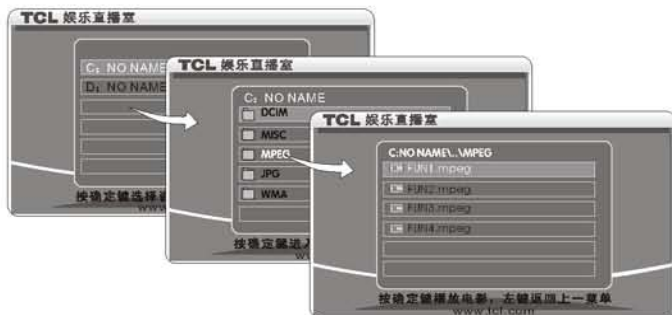 TCL 娱乐直播室
C: NO NAME
D: NO NAME
按确定键选择
www
TCL 娱乐直播室
C: NO NAME
DCIM
MISC
MPEG
JPG
WMA
按确定键进入
www
TCL 娱乐直播室
C:NO NAME\..\MPEG
FUN1.mpeg
FUN2.mpeg
FUN3.mpeg
FUN4.mpeg
按确定键播放电影，左键返回上一菜单
www.tcl.com